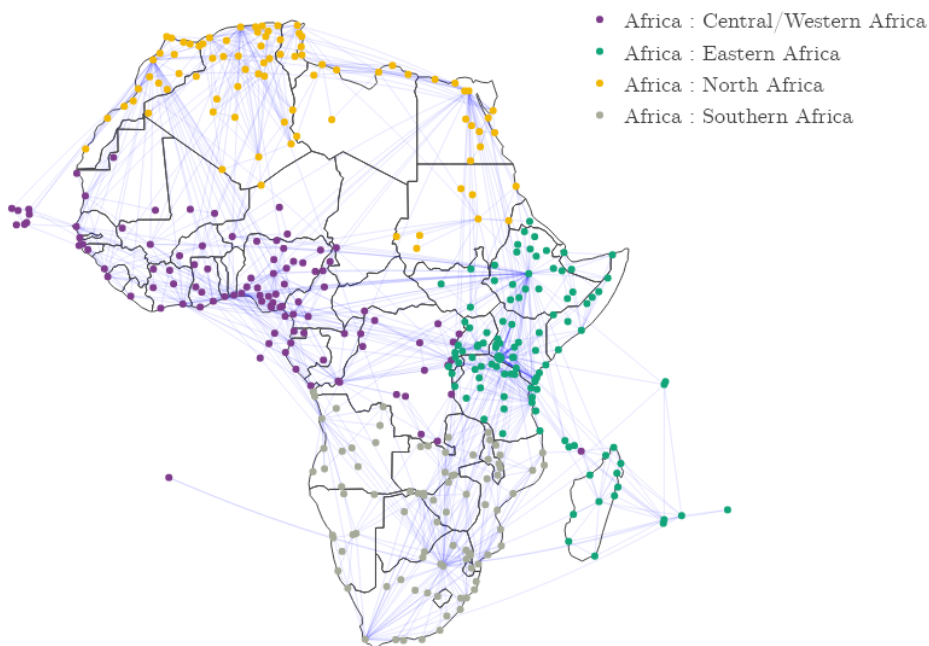 Africa : Central/Western Africa
Africa : Eastern Africa
Africa : North Africa
Africa : Southern Africa